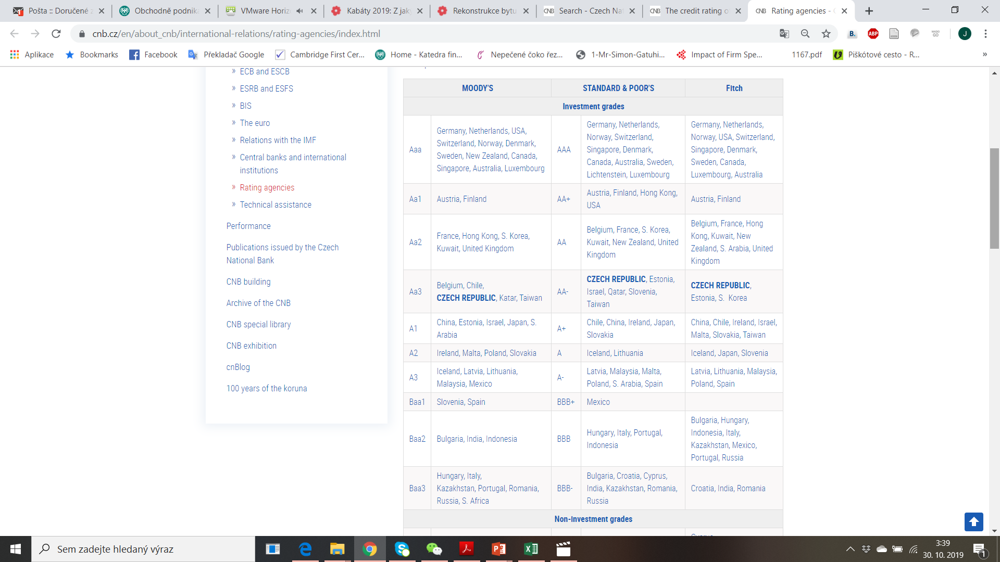 Pošta :: Doručené z
Obchodně podnik
VMware Horiz
Kabáty 2019: Z jak
Rekonstrukce bytu
CNB Search - Czech Na
CNB The credit rating o
CNB Rating agencies - C
cnb.cz/en/about_cnb/international-relations/rating-agencies/index.html
B.
ABP
MAGIC GO
J
Aplikace
Bookmarks
Facebook
Překladač Google
Cambridge First Cer...
Home - Katedra fin...
Nepečené čoko řez...
1-Mr-Simon-Gatuhi...
Impact of Firm Spe...
1167.pdf
Piškótové cesto - R...
»
» ECB and ESCB
» ESRB and ESFS
» BIS
» The euro
» Relations with the IMF
» Central banks and international
institutions
» Rating agencies
» Technical assistance
Performance
Publications issued by the Czech
National Bank
CNB building
Archive of the CNB
CNB special library
CNB exhibition
cnBlog
100 years of the koruna
MOODY'S
STANDARD & POOR'S
Fitch
Investment grades
Aaa
Germany, Netherlands, USA,
Switzerland, Norway, Denmark,
Sweden, New Zealand, Canada,
Singapore, Australia, Luxembourg
AAA
Germany, Netherlands,
Norway, Switzerland,
Singapore, Denmark,
Canada, Australia, Sweden,
Lichtenstein, Luxembourg
Germany, Netherlands,
Norway, USA, Switzerland,
Singapore, Denmark,
Sweden, Canada,
Luxembourg, Australia
Aa1
Austria, Finland
AA+
Austria, Finland, Hong Kong,
USA
Austria, Finland
Aa2
France, Hong Kong, S. Korea,
Kuwait, United Kingdom
AA
Belgium, France, S. Korea,
Kuwait, New Zealand, United
Kingdom
Belgium, France, Hong
Kong, Kuwait, New
Zealand, S. Arabia, United
Kingdom
Aa3
Belgium, Chile,
CZECH REPUBLIC, Katar, Taiwan
AA-
CZECH REPUBLIC, Estonia,
Israel, Qatar, Slovenia,
Taiwan
CZECH REPUBLIC,
Estonia, S. Korea
A1
China, Estonia, Israel, Japan, S.
Arabia
A+
Chile, China, Ireland, Japan,
Slovakia
China, Chile, Ireland, Israel,
Malta, Slovakia, Taiwan
A2
Ireland, Malta, Poland, Slovakia
A
Iceland, Lithuania
Iceland, Japan, Slovenia
A3
Iceland, Latvia, Lithuania,
Malaysia, Mexico
A-
Latvia, Malaysia, Malta,
Poland, S. Arabia, Spain
Latvia, Lithuania, Malaysia,
Poland, Spain
Baa1
Slovenia, Spain
BBB+
Mexico
Baa2
Bulgaria, India, Indonesia
BBB
Hungary, Italy, Portugal,
Indonesia
Bulgaria, Hungary,
Indonesia, Italy,
Kazakhstan, Mexico,
Portugal, Russia
Baa3
Hungary, Italy,
Kazakhstan, Portugal, Romania,
Russia, S. Africa
BBB-
Bulgaria, Croatia, Cyprus,
India, Kazakhstan, Romania,
Russia
Croatia, India, Romania
Non-investment grades
Sem zadejte hledaný výraz
3:39
30. 10. 2019
1